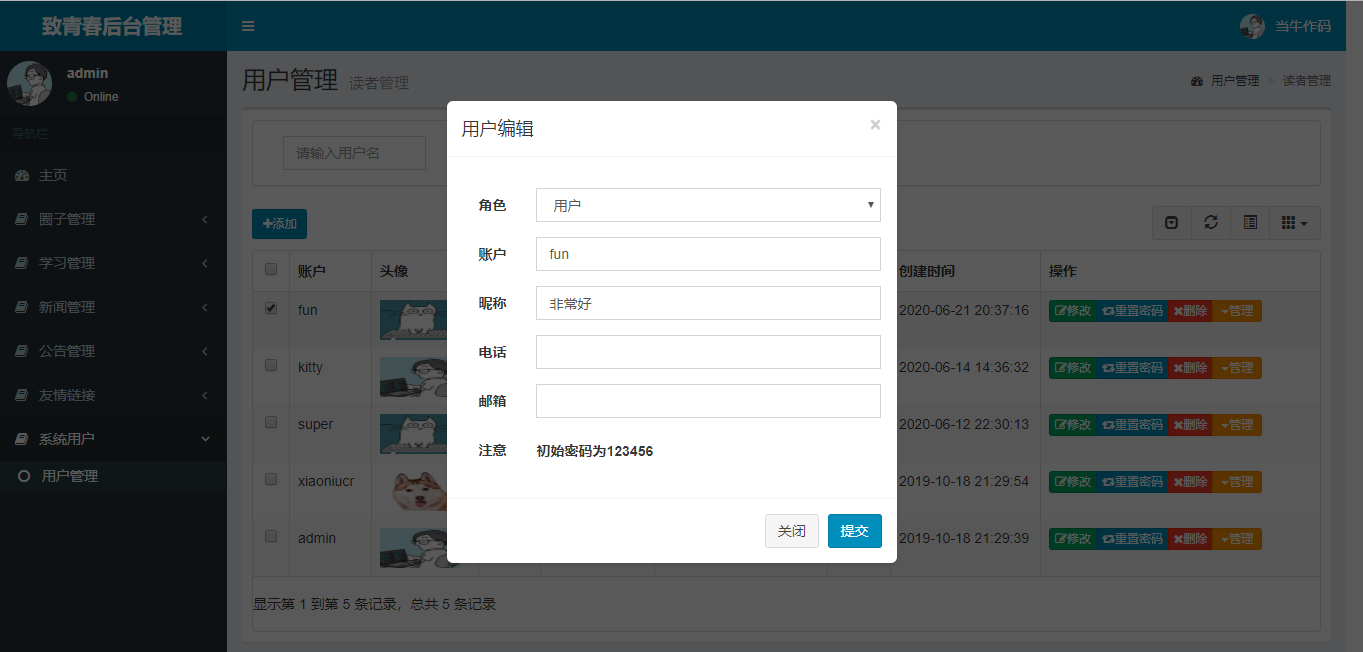 致青春后台管理
当牛作码
admin
Online
导航栏
主页
圈子管理
学习管理
新闻管理
公告管理
友情链接
系统用户
用户管理
用户管理 读者管理
用户管理 > 读者管理
请输入用户名
添加
账户 头像 创建时间 操作
fun 2020-06-21 20:37:16 修改 重置密码 删除 管理
kitty 2020-06-14 14:36:32 修改 重置密码 删除 管理
super 2020-06-12 22:30:13 修改 重置密码 删除 管理
xiaoniucr 2019-10-18 21:29:54 修改 重置密码 删除 管理
admin 2019-10-18 21:29:39 修改 重置密码 删除 管理
显示第 1 到第 5 条记录，总共 5 条记录
用户编辑 ×
角色 用户
账户 fun
昵称 非常好
电话
邮箱
注意 初始密码为123456
关闭 提交